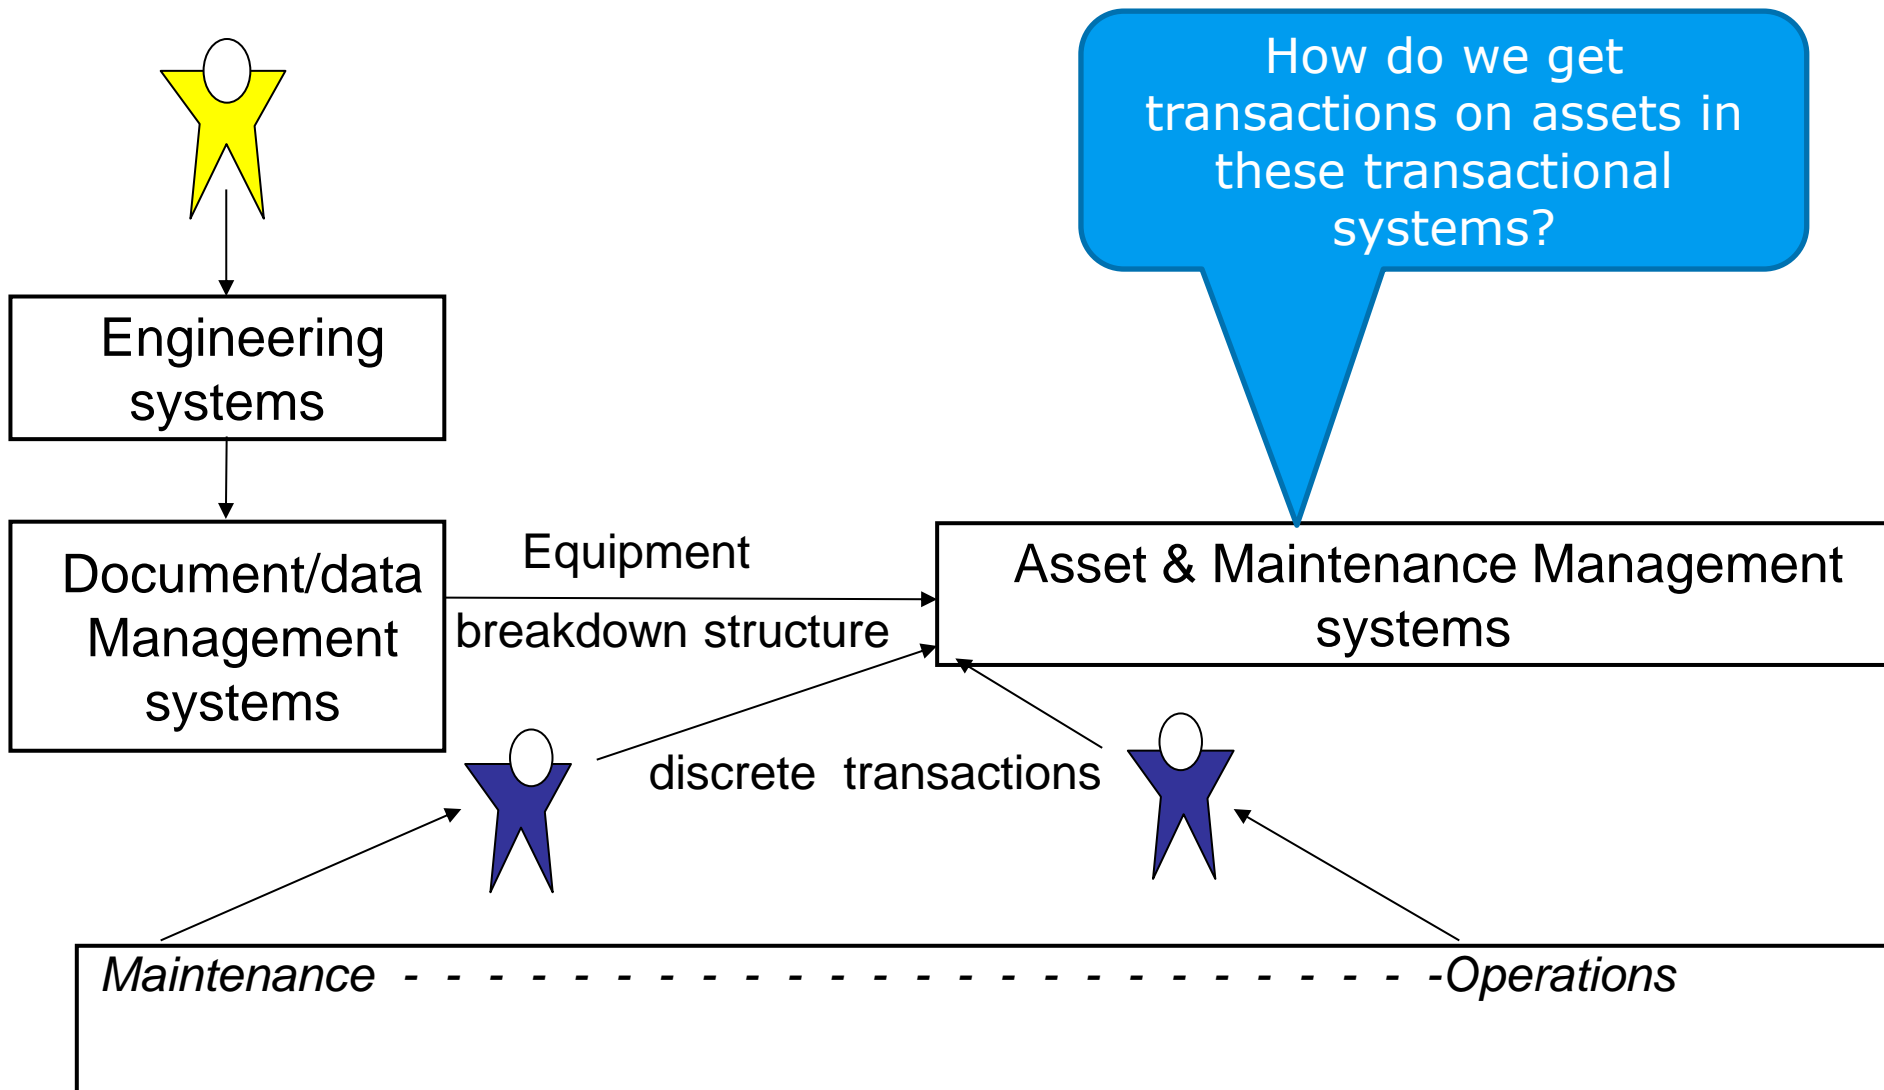 How do we get
transactions on assets in
these transactional
systems?
Engineering
systems
Document/data
Management
systems
Equipment
breakdown structure
Asset & Maintenance Management
systems
discrete transactions
Maintenance - - - - - - - - - - - - - - - - - - - - - - - - -Operations